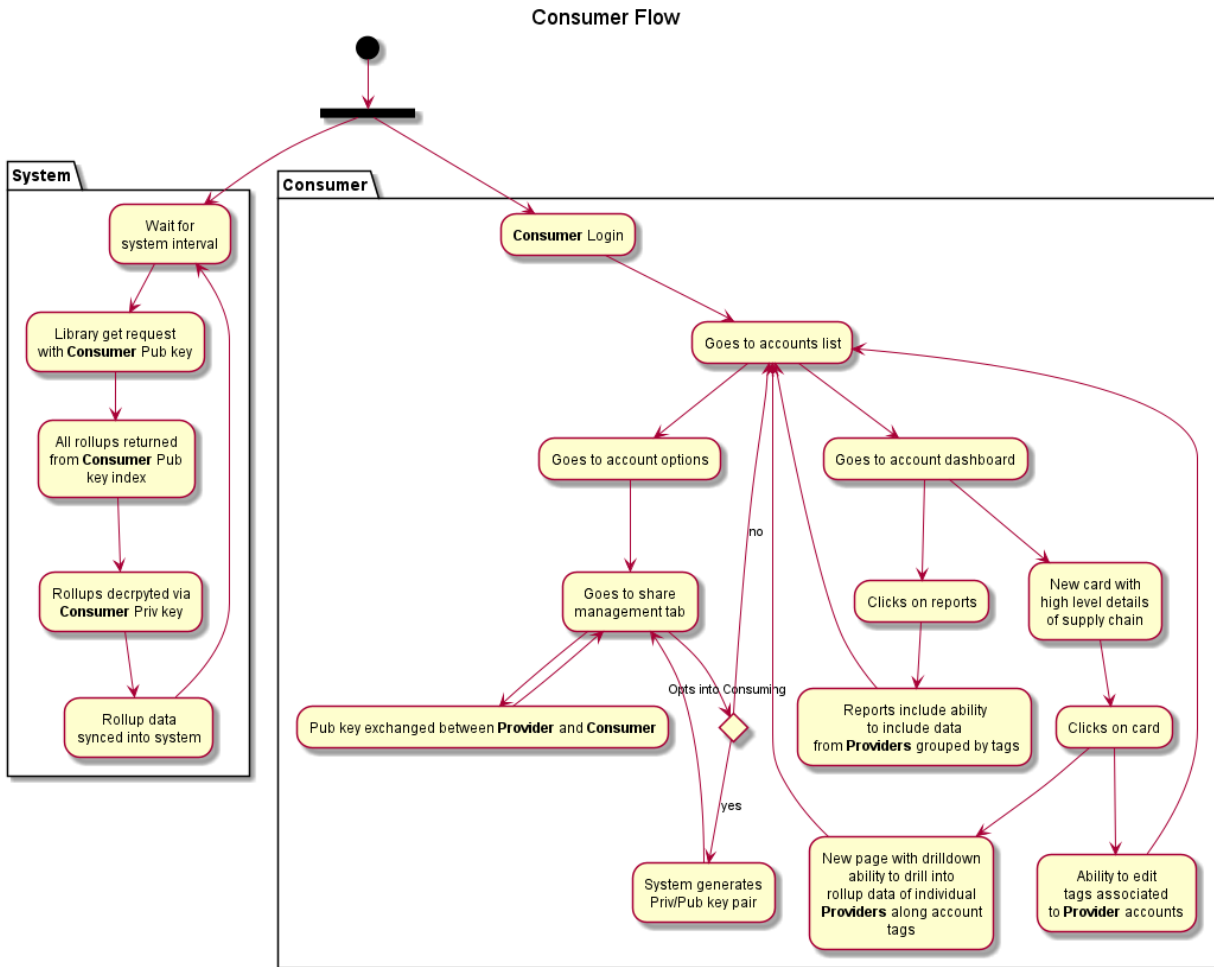 Consumer Flow
System
Wait for
system interval
Library get request
with Consumer Pub key
All rollups returned
from Consumer Pub
key index
Rollups decrpyted via
Consumer Priv key
Rollup data
synced into system
Consumer
Consumer Login
Goes to accounts list
Goes to account options
Goes to account dashboard
no
Goes to share
management tab
Clicks on reports
New card with
high level details
of supply chain
Opts into Consuming
Pub key exchanged between Provider and Consumer
Reports include ability
to include data
from Providers grouped by tags
Clicks on card
yes
System generates
Priv/Pub key pair
New page with drilldown
ability to drill into
rollup data of individual
Providers along account
tags
Ability to edit
tags associated
to Provider accounts